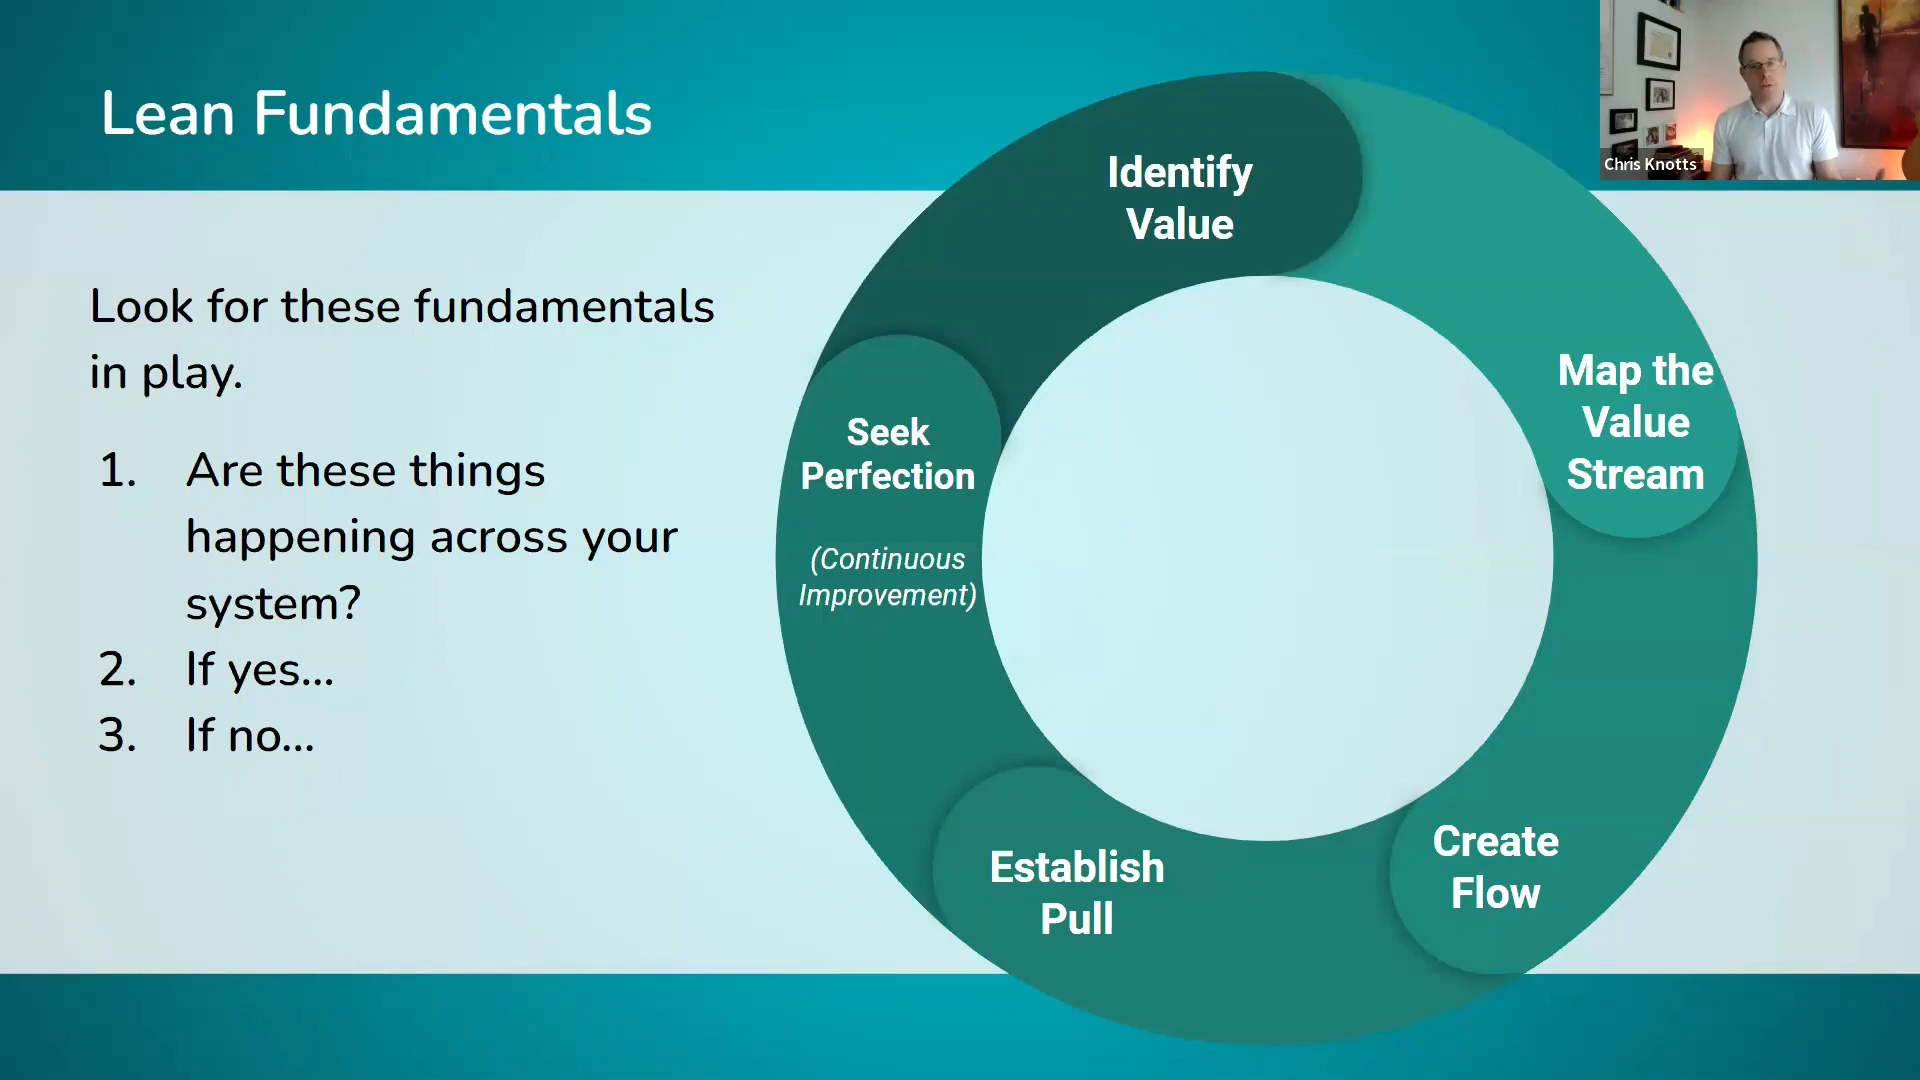 Lean Fundamentals
Look for these fundamentals
in play.
1. Are these things
happening across your
system?
2. If yes...
3. If no...
Identify
Value
Map the
Value
Stream
Create
Flow
Establish
Pull
Seek
Perfection
(Continuous
Improvement)
Chris Knotts